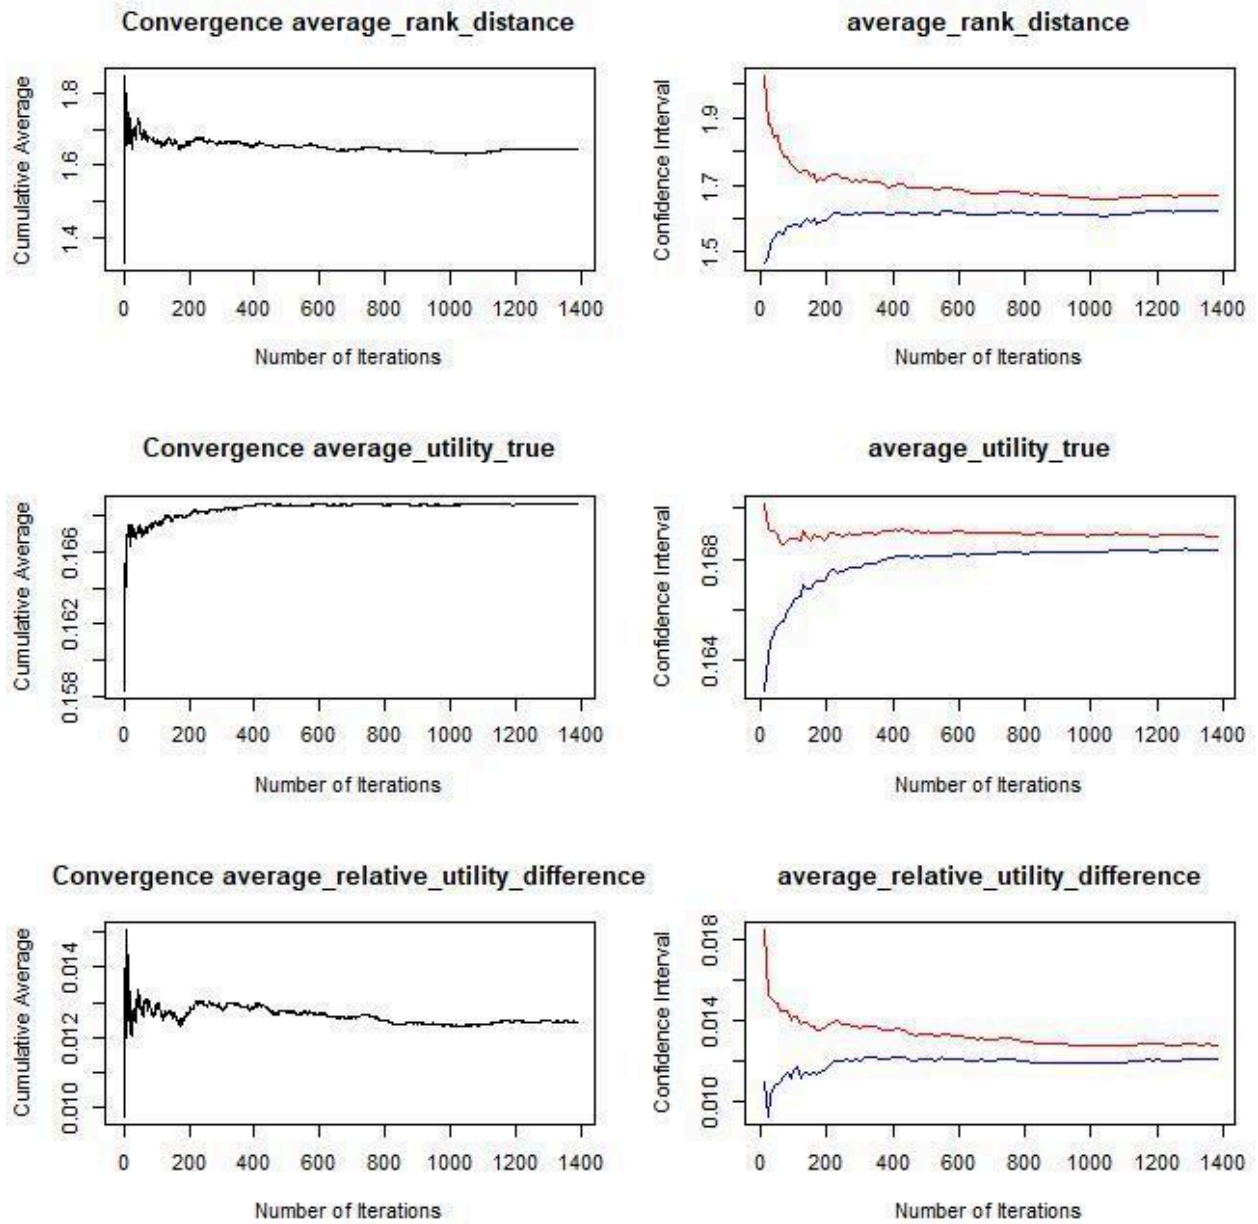 Convergence average_rank_distance
Cumulative Average
1.4 1.6 1.8
0 200 400 600 800 1000 1200 1400
Number of Iterations
average_rank_distance
Confidence Interval
1.5 1.7 1.9
0 200 400 600 800 1000 1200 1400
Number of Iterations
Convergence average_utility_true
Cumulative Average
0.158 0.162 0.166
0 200 400 600 800 1000 1200 1400
Number of Iterations
average_utility_true
Confidence Interval
0.164 0.168
0 200 400 600 800 1000 1200 1400
Number of Iterations
Convergence average_relative_utility_difference
Cumulative Average
0.010 0.012 0.014
0 200 400 600 800 1000 1200 1400
Number of Iterations
average_relative_utility_difference
Confidence Interval
0.010 0.014 0.018
0 200 400 600 800 1000 1200 1400
Number of Iterations